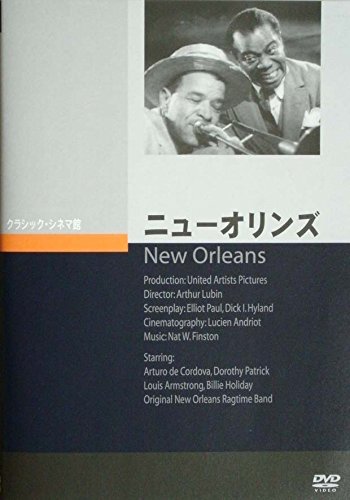 クラシック・シネマ館
ニューオリンズ
New Orleans
Production: United Artists Pictures
Director: Arthur Lubin
Screenplay: Elliot Paul, Dick I. Hyland
Cinematography: Lucien Andriot
Music: Nat W. Finston
Starring:
Arturo de Cordova, Dorothy Patrick
Louis Armstrong, Billie Holiday
Original New Orleans Ragtime Band
DVD
VIDEO